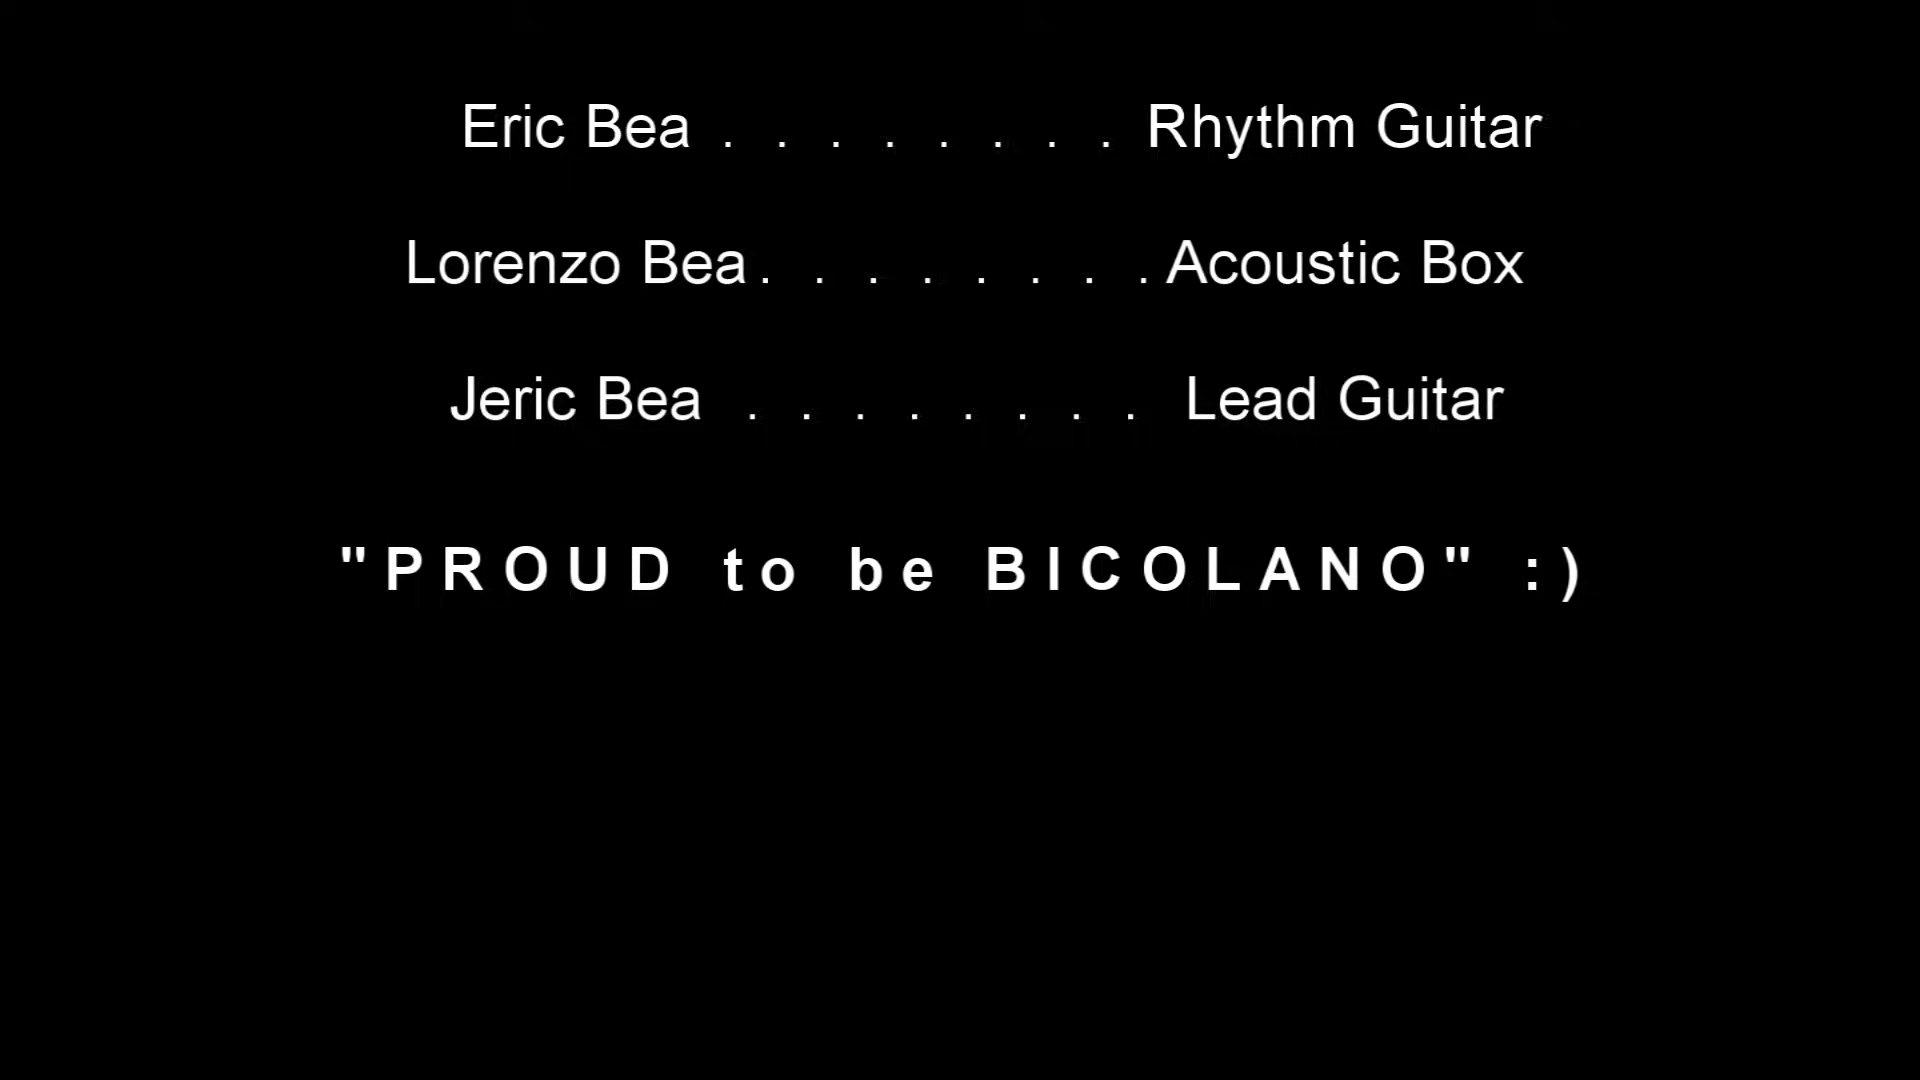 Eric Bea . . . . . . . . Rhythm Guitar
Lorenzo Bea . . . . . . . . Acoustic Box
Jeric Bea . . . . . . . . Lead Guitar
"PROUD to be BICOLANO" :)